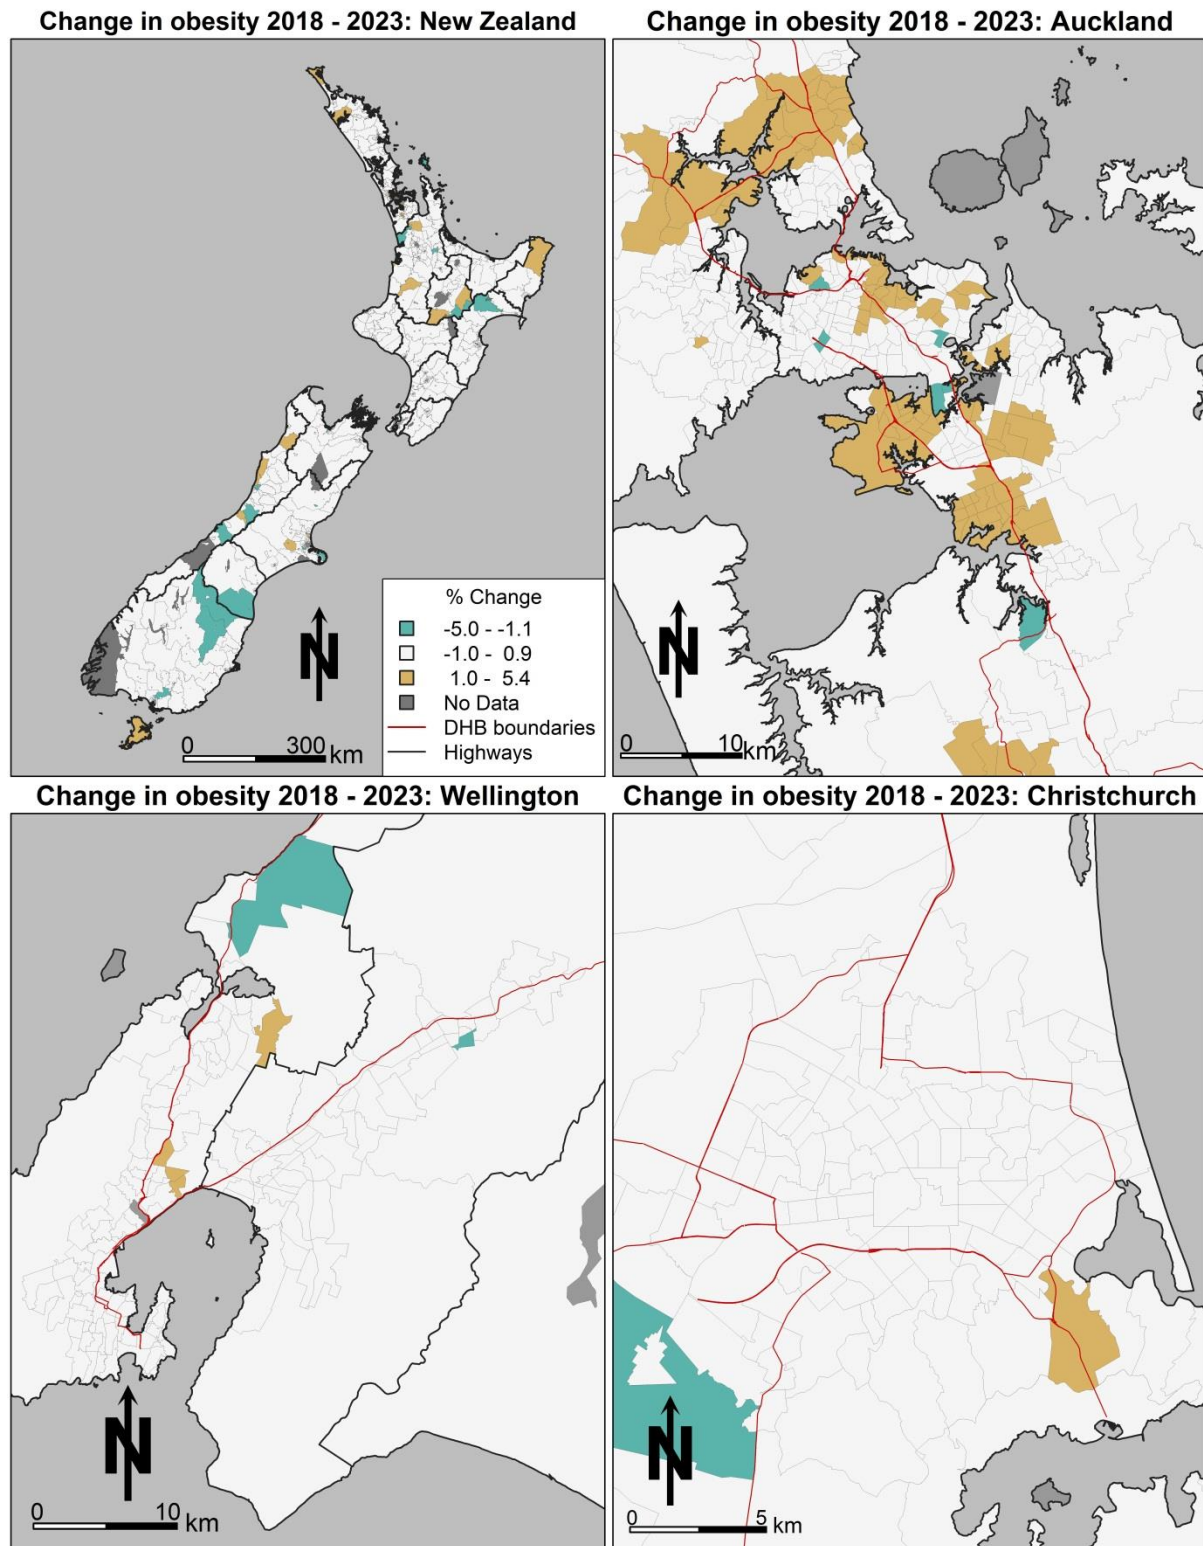 Change in obesity 2018 - 2023: New Zealand
% Change
-5.0 - -1.1
-1.0 - 0.9
1.0 - 5.4
No Data
DHB boundaries
Highways
N
0 300 km
Change in obesity 2018 - 2023: Auckland
N
0 10 km
Change in obesity 2018 - 2023: Wellington
N
0 10 km
Change in obesity 2018 - 2023: Christchurch
N
0 5 km